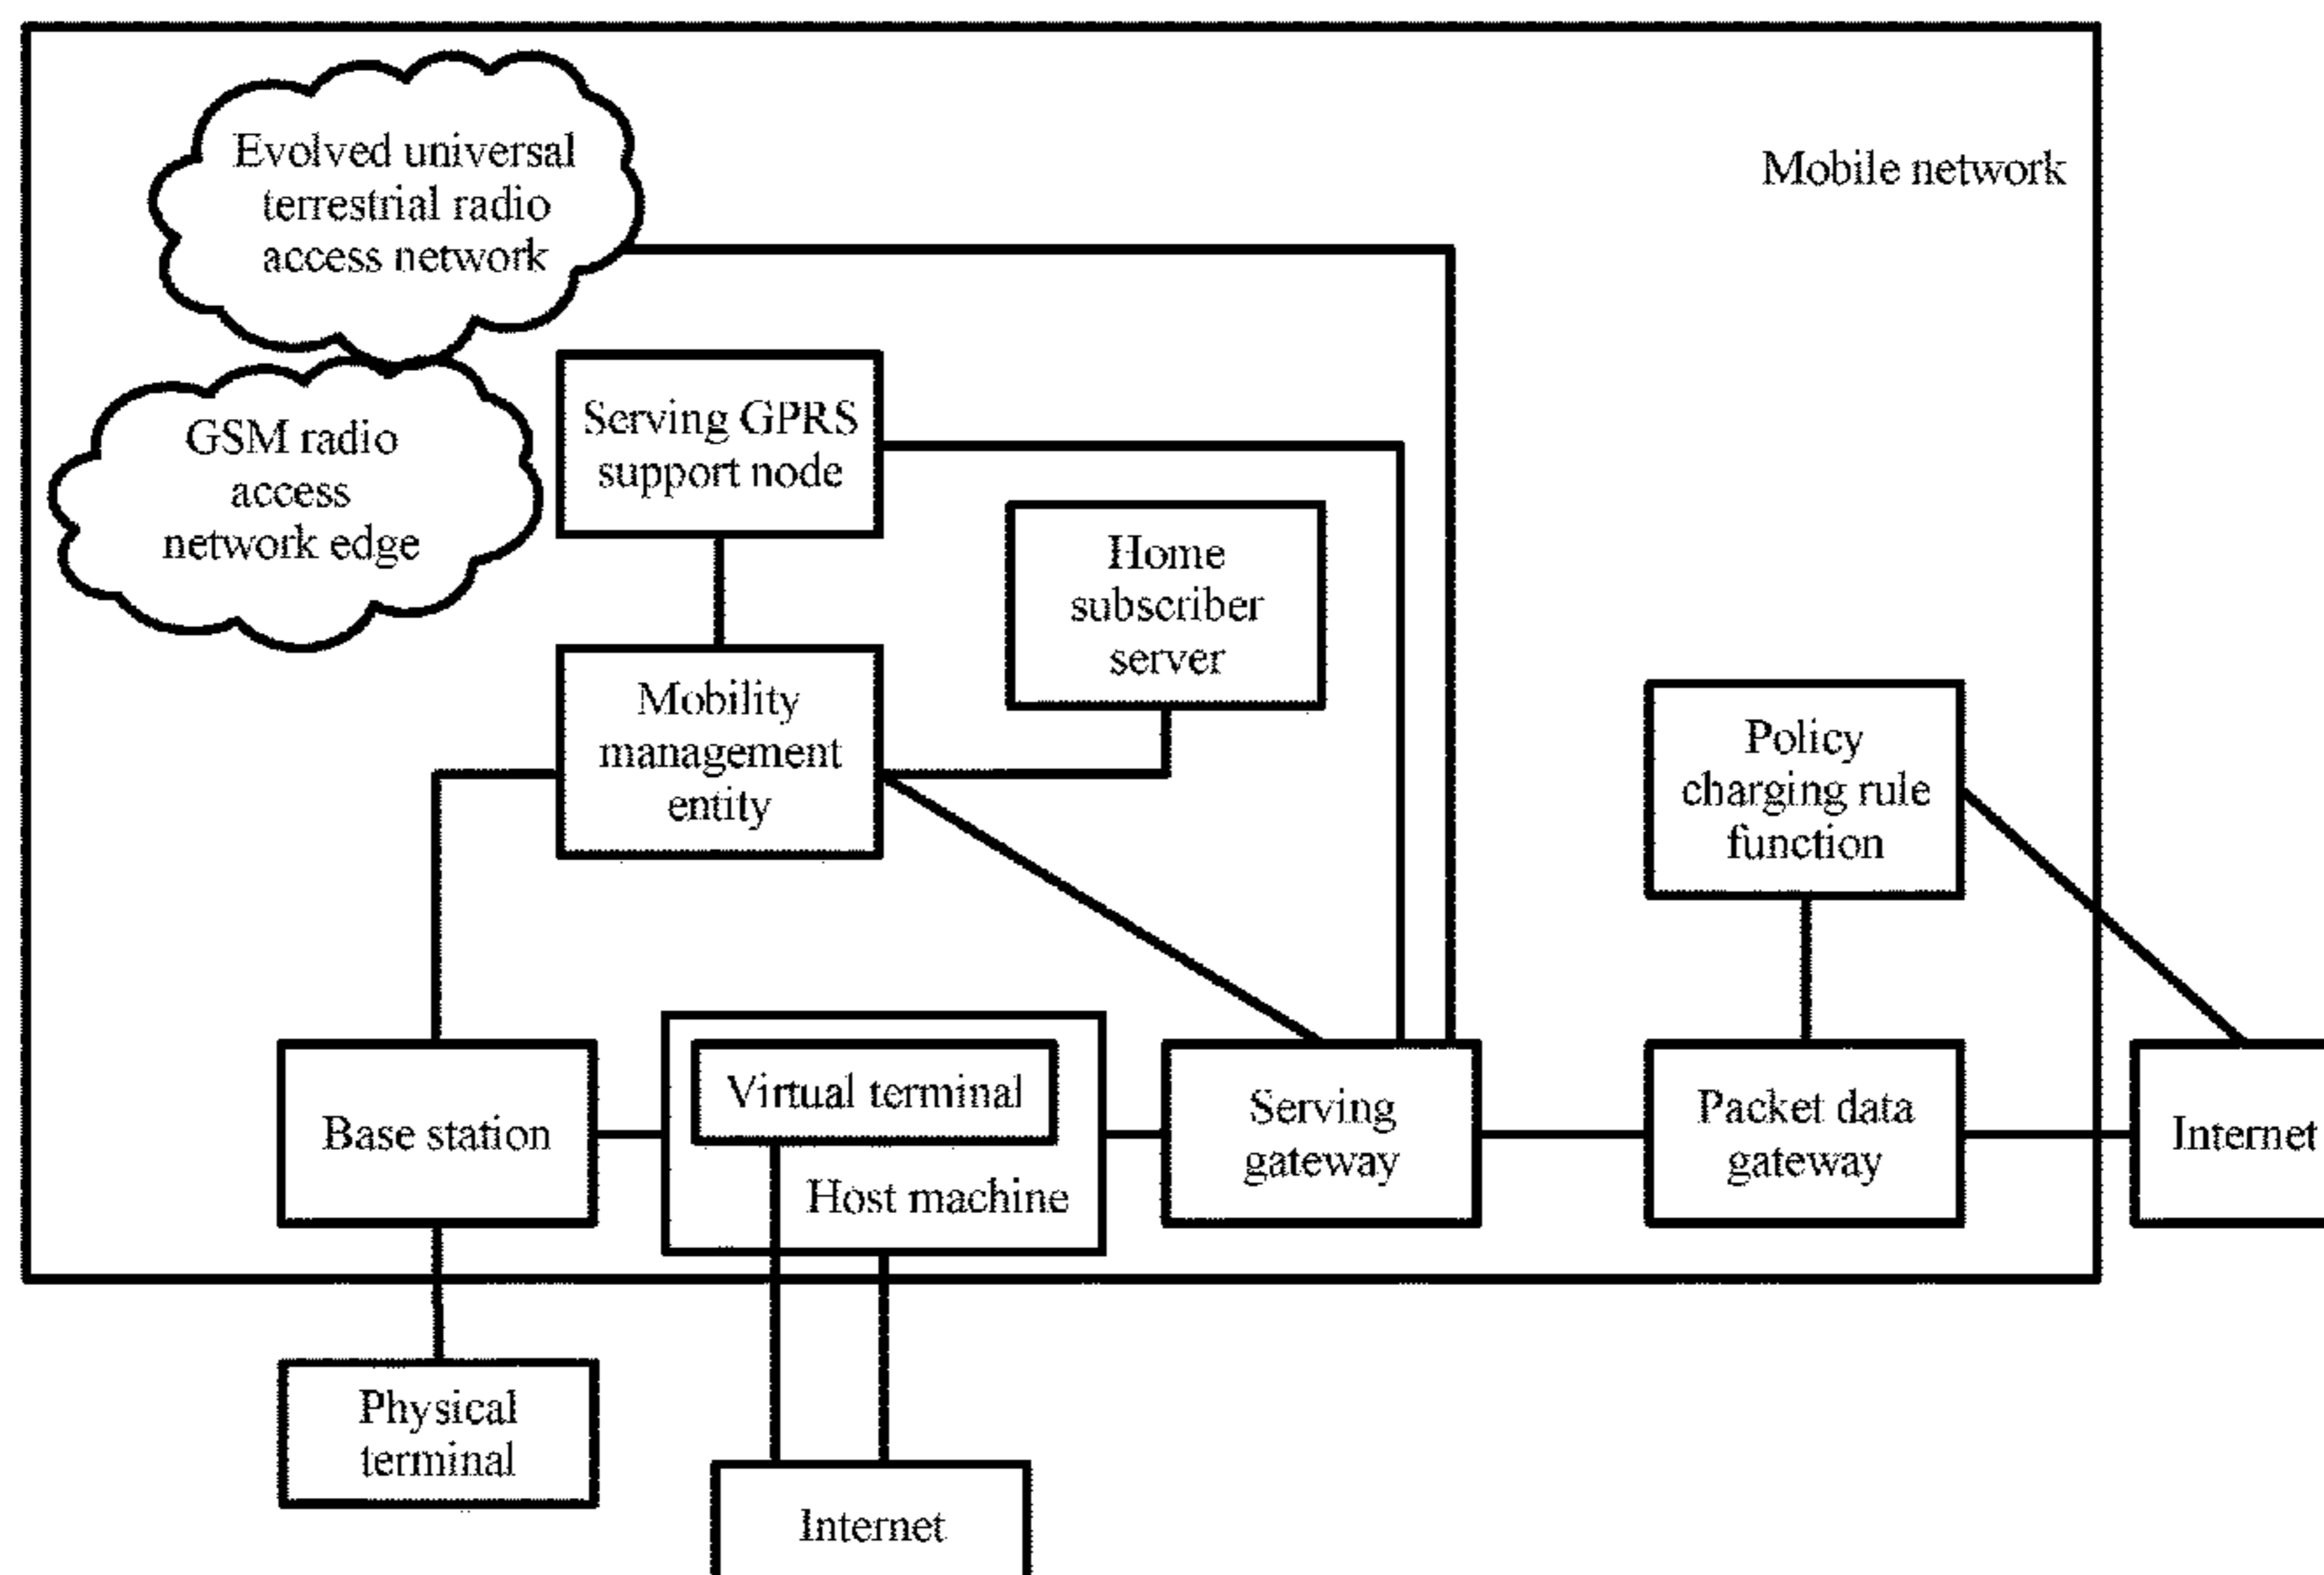 Evolved universal
terrestrial radio
access network
Mobile network
GSM radio
access
network edge
Serving GPRS
support node
Home
subscriber
server
Mobility
management
entity
Policy
charging rule
function
Base station
Virtual terminal
Host machine
Serving
gateway
Packet data
gateway
Internet
Physical
terminal
Internet